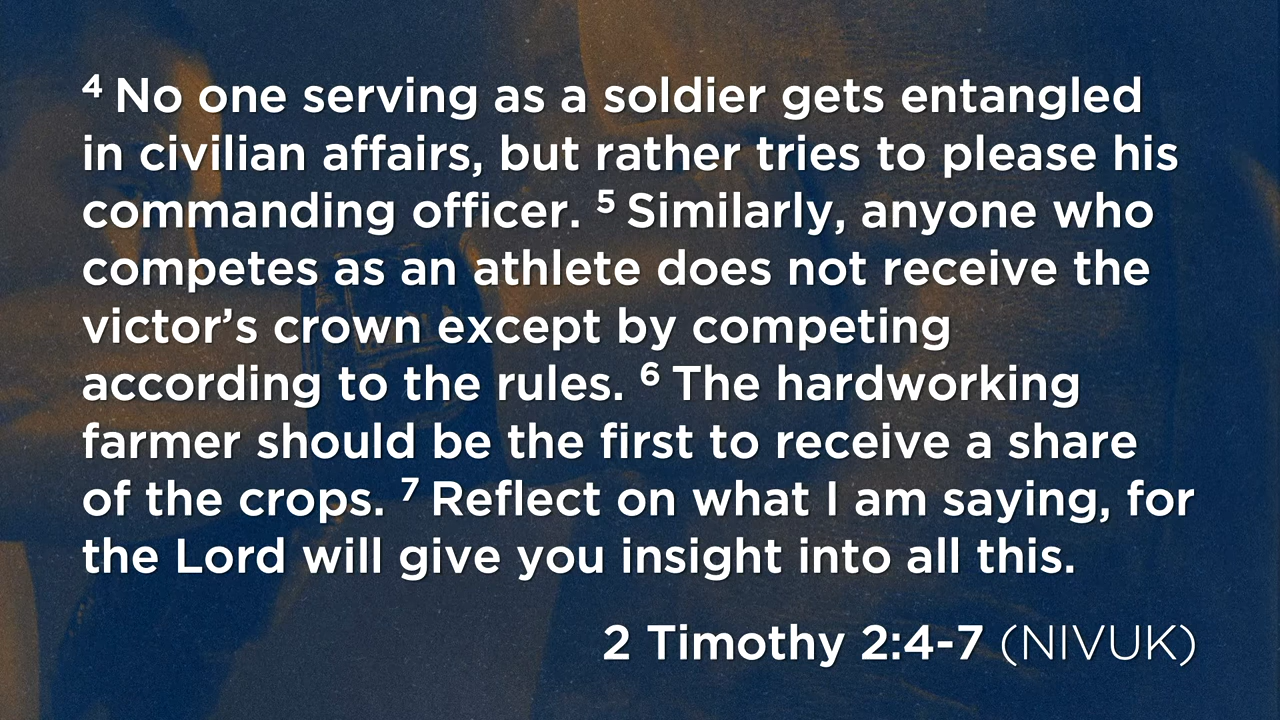 4 No one serving as a soldier gets entangled
in civilian affairs, but rather tries to please his
commanding officer. 5 Similarly, anyone who
competes as an athlete does not receive the
victor’s crown except by competing
according to the rules. 6 The hardworking
farmer should be the first to receive a share
of the crops. 7 Reflect on what I am saying, for
the Lord will give you insight into all this.
2 Timothy 2:4-7 (NIVUK)